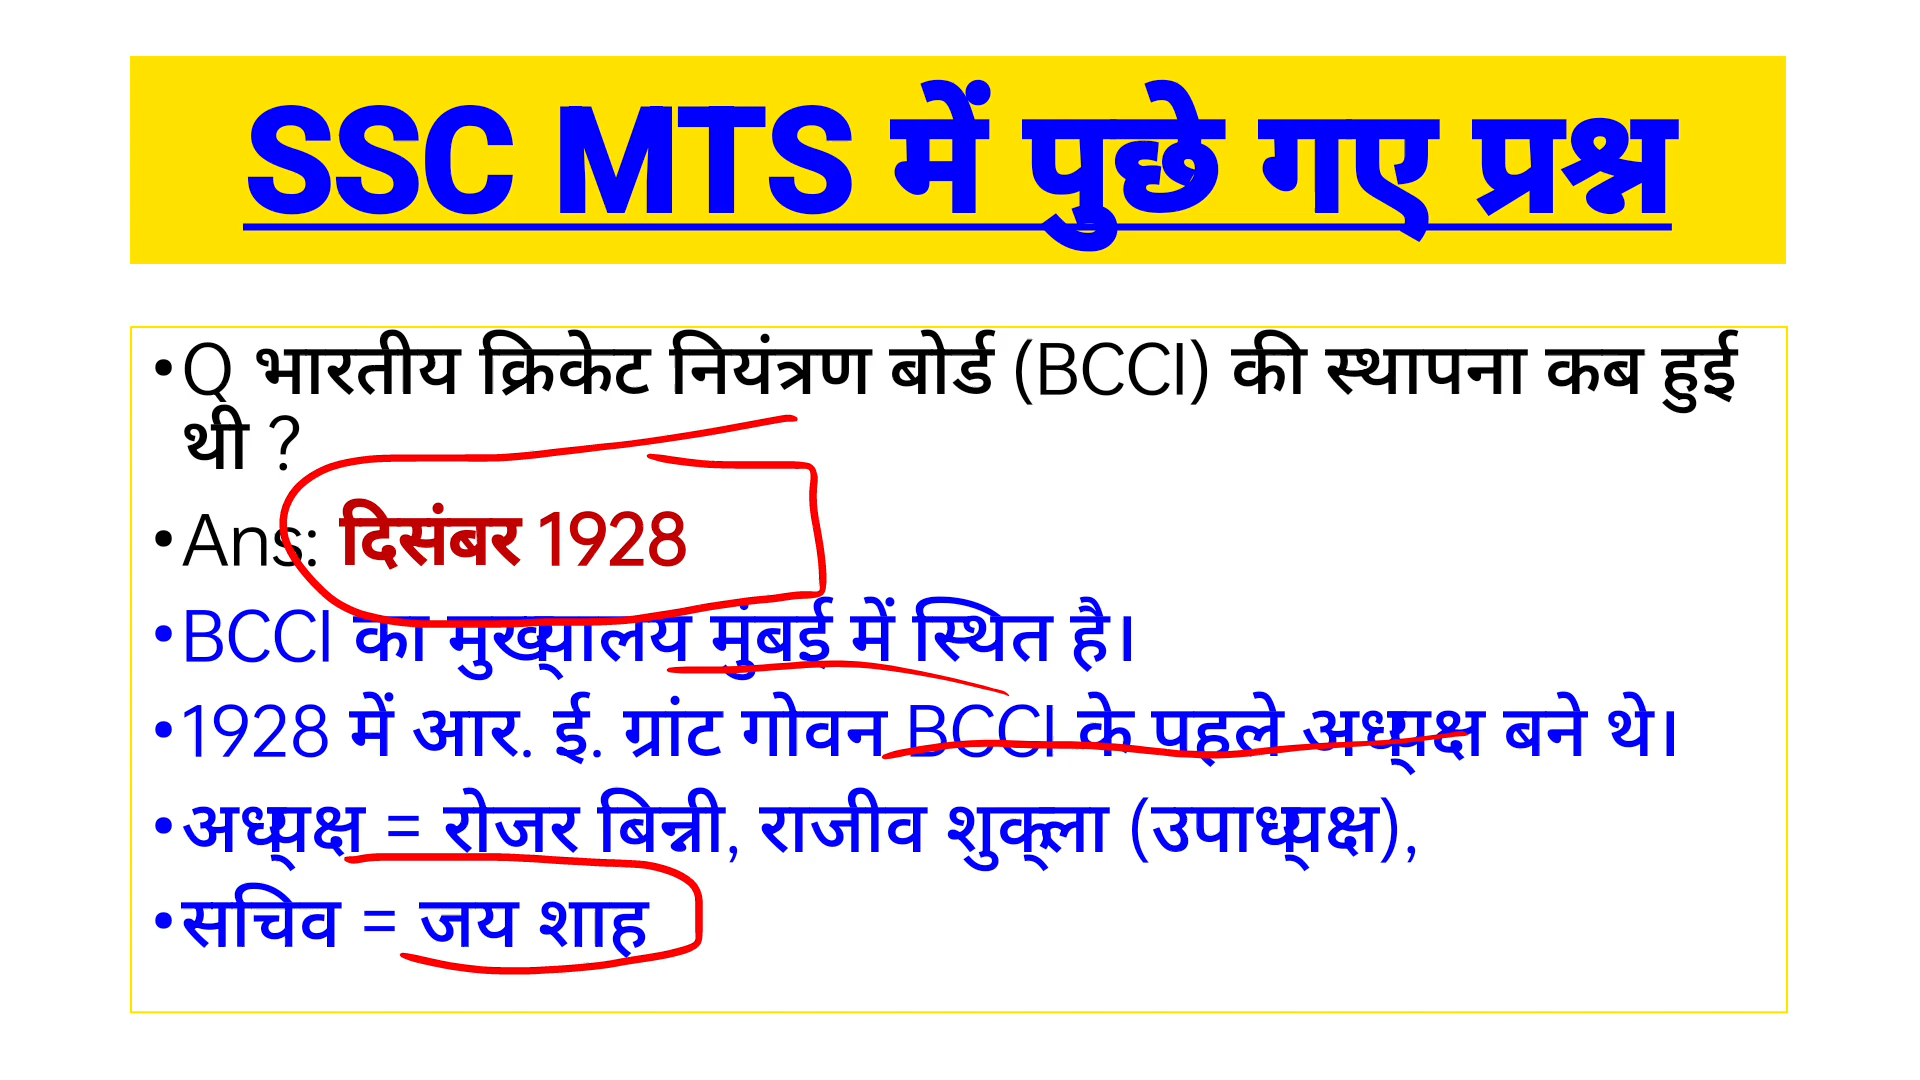 SSC MTS में पुछे गए प्रश्न
•Q भारतीय क्रिकेट नियंत्रण बोर्ड (BCCI) की स्थापना कब हुई
थी ?
•Ans: दिसंबर 1928
•BCCI का मुख्यालय मुंबई में स्थित है।
•1928 में आर. ई. ग्रांट गोवन BCCI के पहले अध्यक्ष बने थे।
•अध्यक्ष = रोजर बिन्नी, राजीव शुक्ला (उपाध्यक्ष),
•सचिव = जय शाह